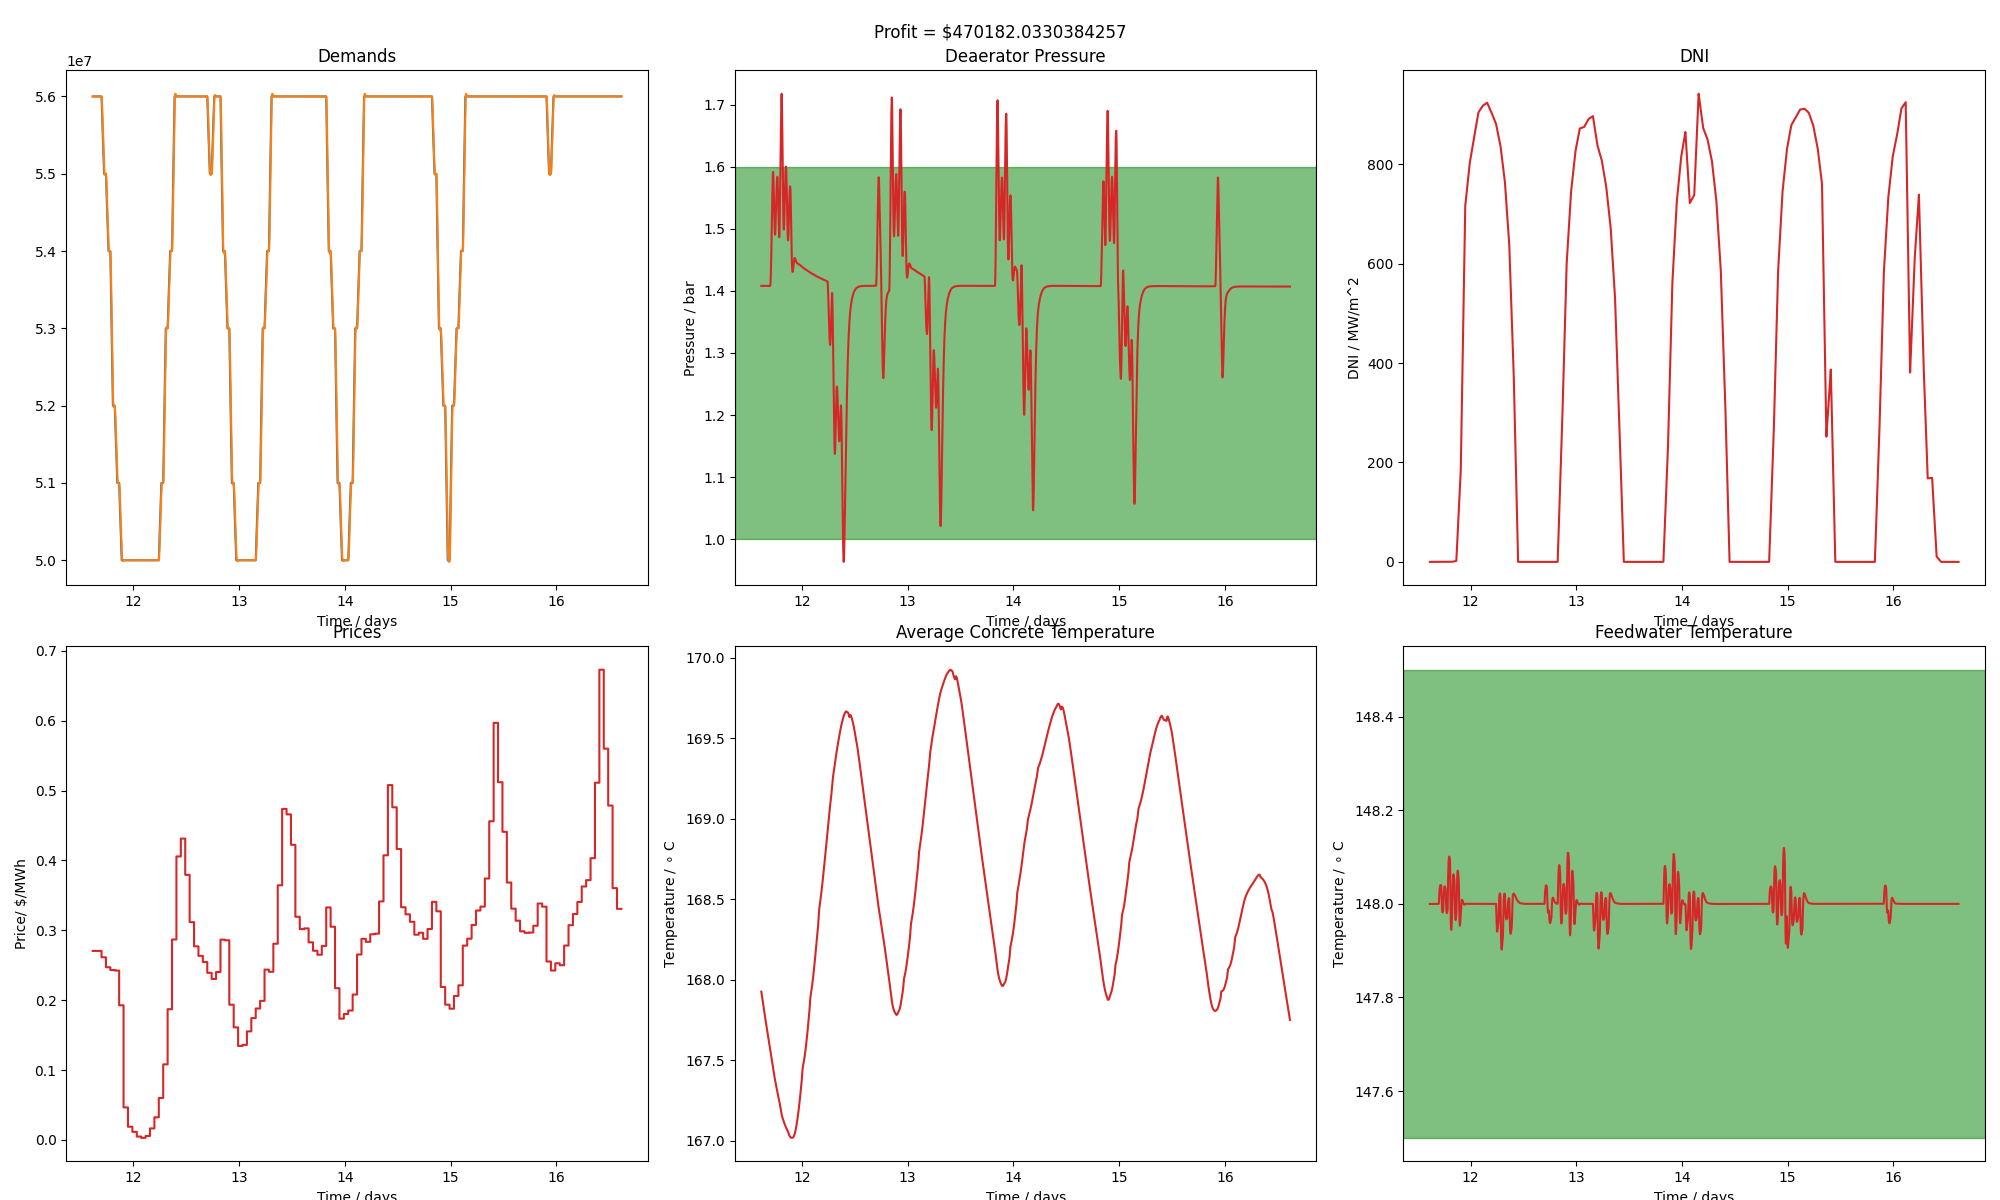 Profit = $470182.0330384257
Demands
1e7
5.6
5.5
5.4
5.3
5.2
5.1
5.0
12 13 14 15 16
Time / days
Deaerator Pressure
Pressure / bar
1.7
1.6
1.5
1.4
1.3
1.2
1.1
1.0
12 13 14 15 16
Time / days
DNI
DNI / MW/m^2
800
600
400
200
0
12 13 14 15 16
Time / days
Prices
Price/ $/MWh
0.7
0.6
0.5
0.4
0.3
0.2
0.1
0.0
12 13 14 15 16
Time / days
Average Concrete Temperature
Temperature / ∘ C
170.0
169.5
169.0
168.5
168.0
167.5
167.0
12 13 14 15 16
Time / days
Feedwater Temperature
Temperature / ∘ C
148.4
148.2
148.0
147.8
147.6
12 13 14 15 16
Time / days